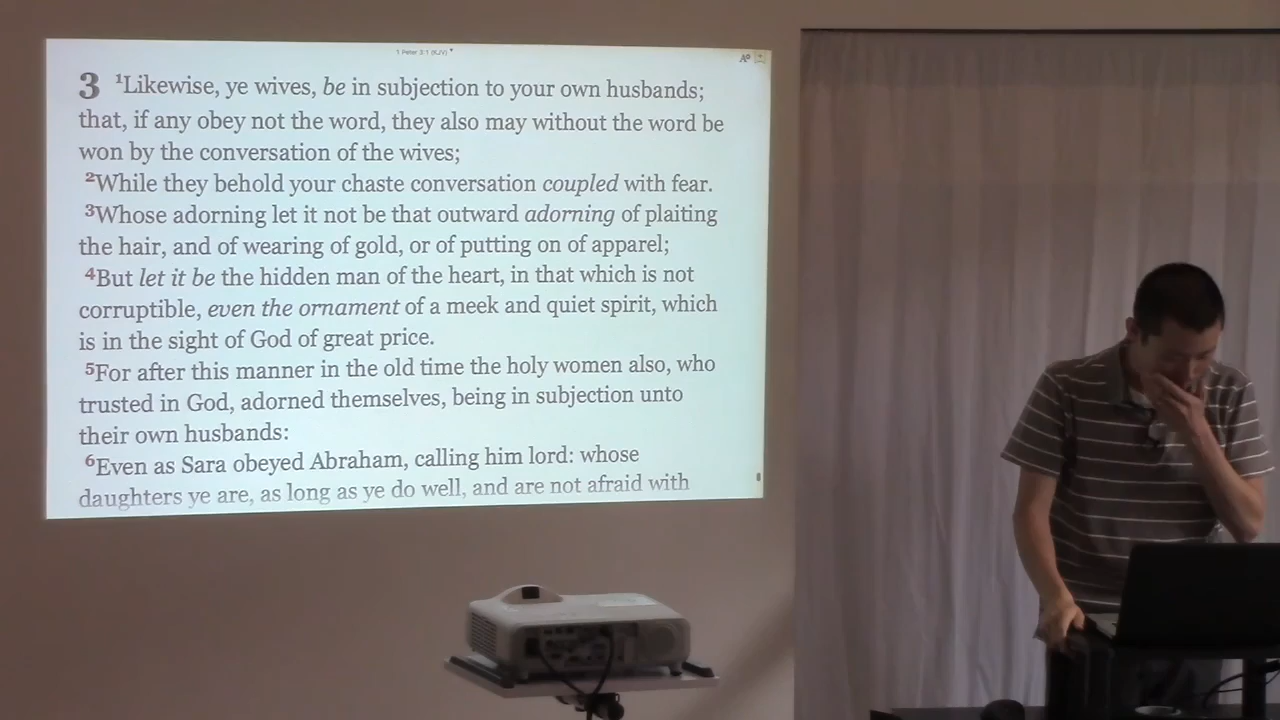 1 Peter 3:1 (KJV)
3 1Likewise, ye wives, be in subjection to your own husbands;
that, if any obey not the word, they also may without the word be
won by the conversation of the wives;
2While they behold your chaste conversation coupled with fear.
3Whose adorning let it not be that outward adorning of plaiting
the hair, and of wearing of gold, or of putting on of apparel;
4But let it be the hidden man of the heart, in that which is not
corruptible, even the ornament of a meek and quiet spirit, which
is in the sight of God of great price.
5For after this manner in the old time the holy women also, who
trusted in God, adorned themselves, being in subjection unto
their own husbands:
6Even as Sara obeyed Abraham, calling him lord: whose
daughters ye are, as long as ye do well, and are not afraid with